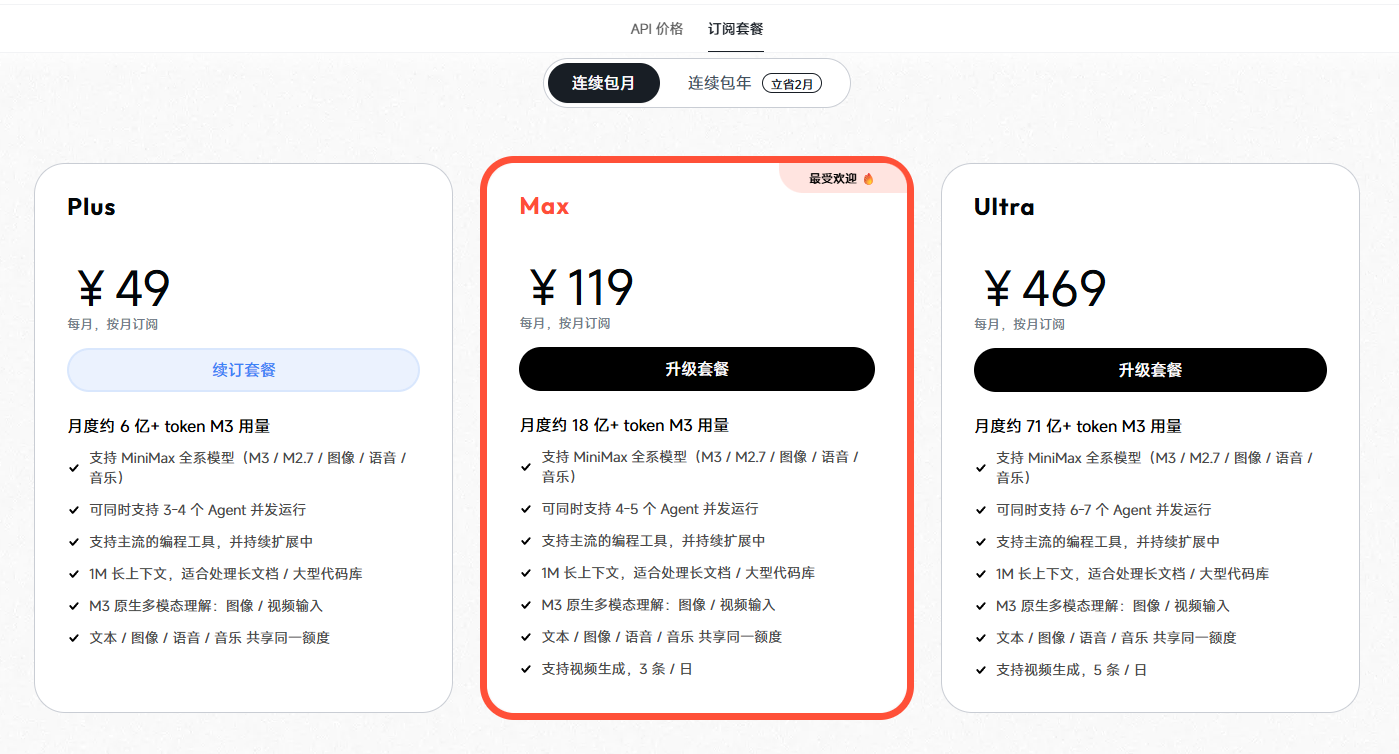 API 价格
订阅套餐
连续包月
连续包年
立省2月
Plus
￥49
每月，按月订阅
续订套餐
月度约 6 亿+ token M3 用量
支持 MiniMax 全系模型（M3 / M2.7 / 图像 / 语音 /
音乐）
可同时支持 3-4 个 Agent 并发运行
支持主流的编程工具，并持续扩展中
1M 长上下文，适合处理长文档 / 大型代码库
M3 原生多模态理解：图像 / 视频输入
文本 / 图像 / 语音 / 音乐 共享同一额度
最受欢迎 🔥
Max
￥119
每月，按月订阅
升级套餐
月度约 18 亿+ token M3 用量
支持 MiniMax 全系模型（M3 / M2.7 / 图像 / 语音 /
音乐）
可同时支持 4-5 个 Agent 并发运行
支持主流的编程工具，并持续扩展中
1M 长上下文，适合处理长文档 / 大型代码库
M3 原生多模态理解：图像 / 视频输入
文本 / 图像 / 语音 / 音乐 共享同一额度
支持视频生成，3 条 / 日
Ultra
￥469
每月，按月订阅
升级套餐
月度约 71 亿+ token M3 用量
支持 MiniMax 全系模型（M3 / M2.7 / 图像 / 语音 /
音乐）
可同时支持 6-7 个 Agent 并发运行
支持主流的编程工具，并持续扩展中
1M 长上下文，适合处理长文档 / 大型代码库
M3 原生多模态理解：图像 / 视频输入
文本 / 图像 / 语音 / 音乐 共享同一额度
支持视频生成，5 条 / 日